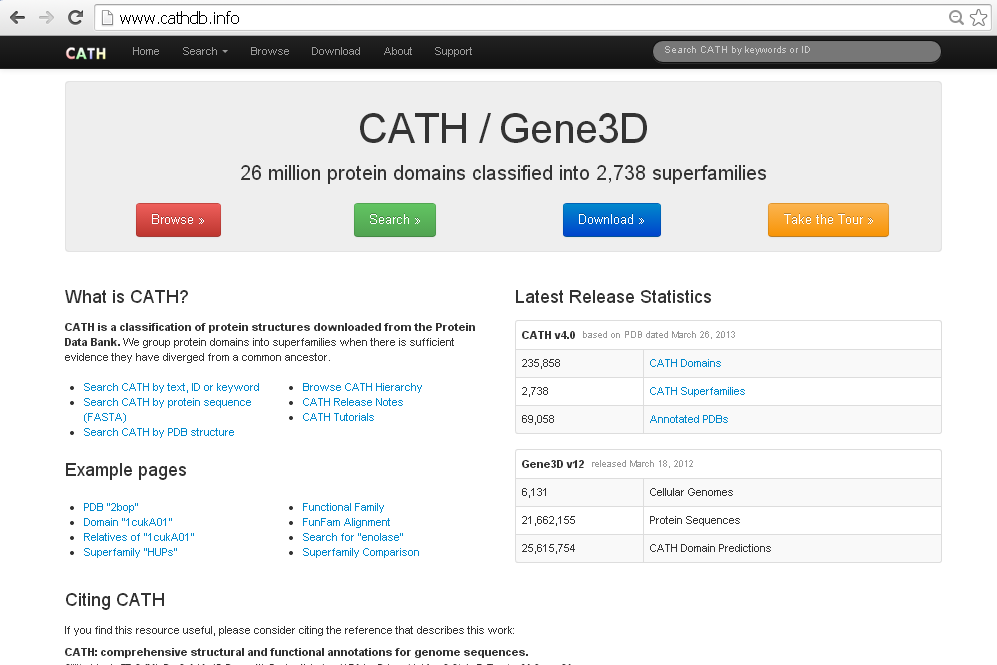 www.cathdb.info
CATH Home Search Browse Download About Support Search CATH by keywords or ID
CATH / Gene3D
26 million protein domains classified into 2,738 superfamilies
Browse » Search » Download » Take the Tour »
What is CATH?
CATH is a classification of protein structures downloaded from the Protein
Data Bank. We group protein domains into superfamilies when there is sufficient
evidence they have diverged from a common ancestor.
Search CATH by text, ID or keyword
Search CATH by protein sequence
(FASTA)
Search CATH by PDB structure
Browse CATH Hierarchy
CATH Release Notes
CATH Tutorials
Example pages
PDB "2bop"
Domain "1cukA01"
Relatives of "1cukA01"
Superfamily "HUPs"
Functional Family
FunFam Alignment
Search for "enolase"
Superfamily Comparison
Latest Release Statistics
CATH v4.0 based on PDB dated March 26, 2013
235,858 CATH Domains
2,738 CATH Superfamilies
69,058 Annotated PDBs
Gene3D v12 released March 18, 2012
6,131 Cellular Genomes
21,662,155 Protein Sequences
25,615,754 CATH Domain Predictions
Citing CATH
If you find this resource useful, please consider citing the reference that describes this work:
CATH: comprehensive structural and functional annotations for genome sequences.